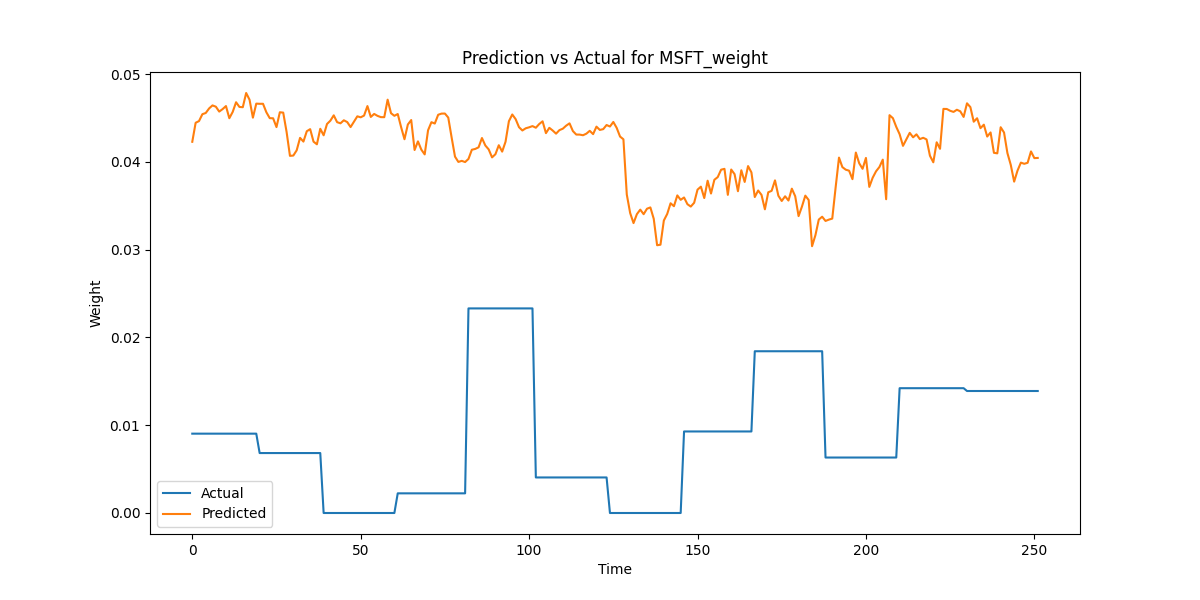 Prediction vs Actual for MSFT_weight
0.05
0.04
0.03
0.02
0.01
0.00
Weight
Actual
Predicted
0 50 100 150 200 250
Time